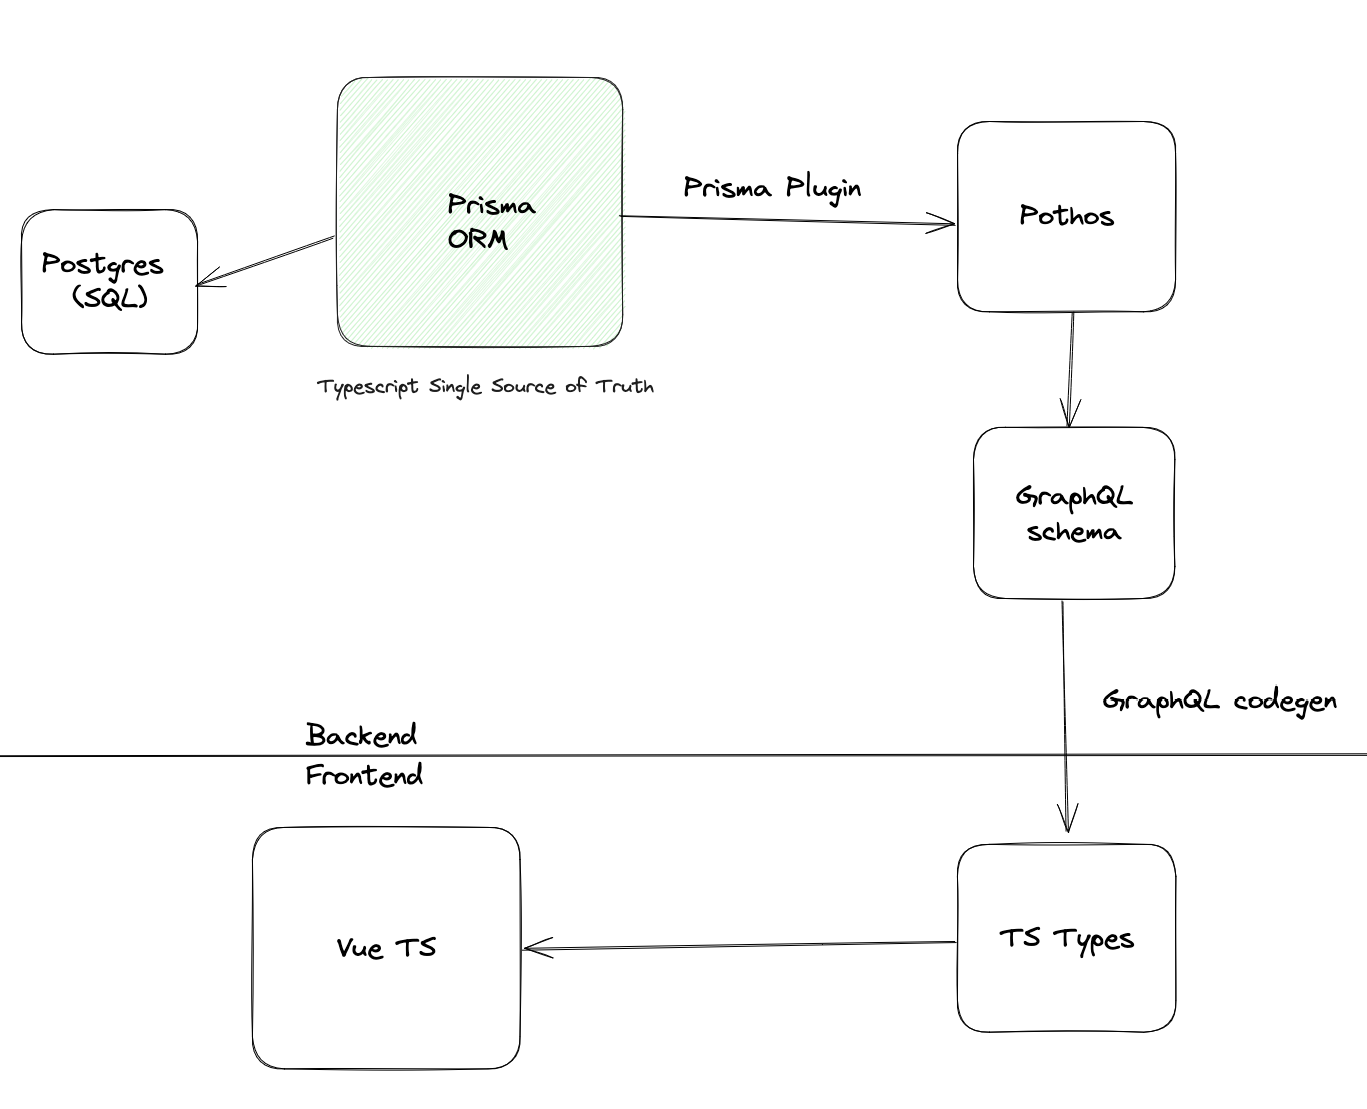 Prisma
ORM
Prisma Plugin
Pothos
Postgres
(SQL)
Typescript Single Source of Truth
GraphQL
schema
GraphQL codegen
Backend
Frontend
Vue TS
TS Types